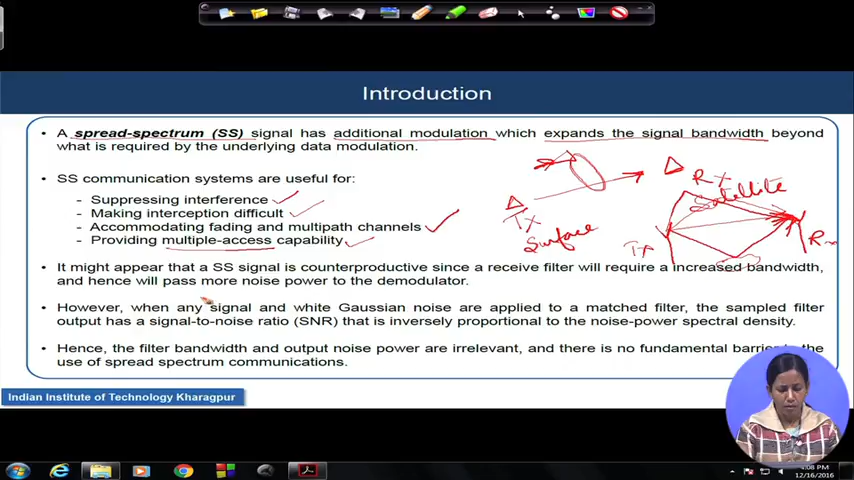 Introduction
• A spread-spectrum (SS) signal has additional modulation which expands the signal bandwidth beyond
what is required by the underlying data modulation.
• SS communication systems are useful for:
- Suppressing interference
- Making interception difficult
- Accommodating fading and multipath channels
- Providing multiple-access capability
Tx
Surface
Rx
Satellite
Tx
• It might appear that a SS signal is counterproductive since a receive filter will require a increased bandwidth,
and hence will pass more noise power to the demodulator.
• However, when any signal and white Gaussian noise are applied to a matched filter, the sampled filter
output has a signal-to-noise ratio (SNR) that is inversely proportional to the noise-power spectral density.
• Hence, the filter bandwidth and output noise power are irrelevant, and there is no fundamental barrier to the
use of spread spectrum communications.
Indian Institute of Technology Kharagpur
4:08 PM
12/16/2016